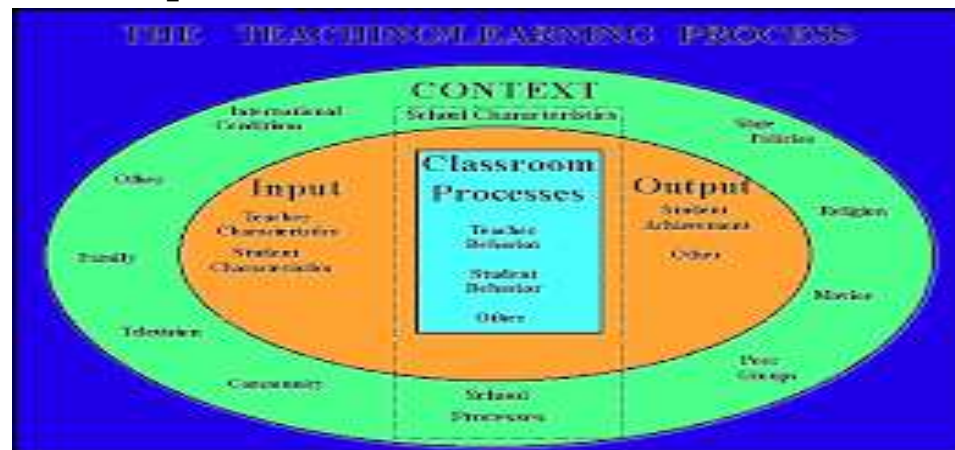 THE TEACHING/LEARNING PROCESS
CONTEXT
School Characteristics
International
Conditions
State
Policies
Other
Religion
Family
Movies
Television
Peer
Groups
Community
School
Processes
Input
Teacher
Characteristics
Student
Characteristics
Classroom
Processes
Teacher
Behavior
Student
Behavior
Other
Output
Student
Achievement
Other